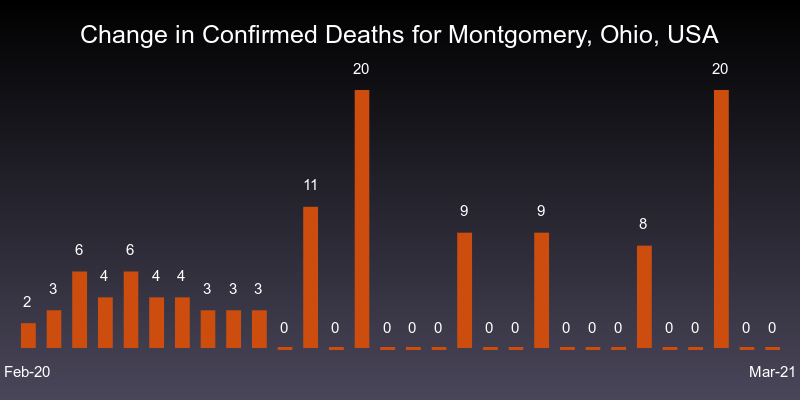 Change in Confirmed Deaths for Montgomery, Ohio, USA
2 3 6 4 6 4 4 3 3 3 0 11 0 20 0 0 0 9 0 0 9 0 0 0 8 0 0 20 0 0
Feb-20 Mar-21